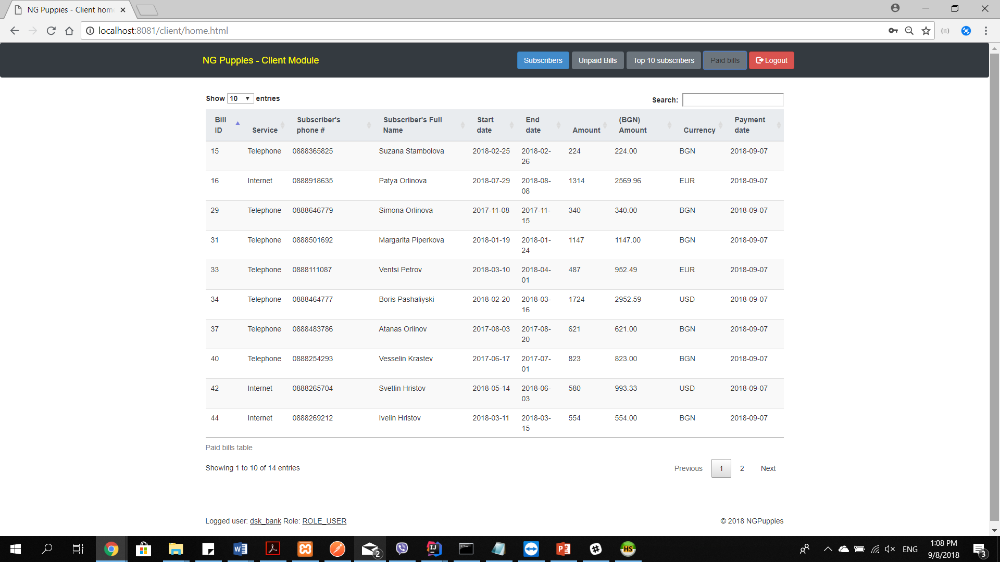 NG Puppies - Client hom
localhost:8081/client/home.html
NG Puppies - Client Module
Subscribers
Unpaid Bills
Top 10 subscribers
Paid bills
Logout
Show 10 entries
Search:
Bill ID Service Subscriber's phone # Subscriber's Full Name Start date End date Amount (BGN) Amount Currency Payment date
15 Telephone 0888365825 Suzana Stambolova 2018-02-25 2018-02-26 224 224.00 BGN 2018-09-07
16 Internet 0888918635 Patya Orlinova 2018-07-29 2018-08-08 1314 2569.96 EUR 2018-09-07
29 Telephone 0888646779 Simona Orlinova 2017-11-08 2017-11-15 340 340.00 BGN 2018-09-07
31 Telephone 0888501692 Margarita Piperkova 2018-01-19 2018-01-24 1147 1147.00 BGN 2018-09-07
33 Telephone 0888111087 Ventsi Petrov 2018-03-10 2018-04-01 487 952.49 EUR 2018-09-07
34 Telephone 0888464777 Boris Pashaliyski 2018-02-20 2018-03-16 1724 2952.59 USD 2018-09-07
37 Telephone 0888483786 Atanas Orlinov 2017-08-03 2017-08-20 621 621.00 BGN 2018-09-07
40 Telephone 0888254293 Vesselin Krastev 2017-06-17 2017-07-01 823 823.00 BGN 2018-09-07
42 Internet 0888265704 Svetlin Hristov 2018-05-14 2018-06-03 580 993.33 USD 2018-09-07
44 Internet 0888269212 Ivelin Hristov 2018-03-11 2018-03-15 554 554.00 BGN 2018-09-07
Paid bills table
Showing 1 to 10 of 14 entries
Previous 1 2 Next
Logged user: dsk_bank Role: ROLE_USER
© 2018 NGPuppies
2
HS
ENG
1:08 PM
9/8/2018
3